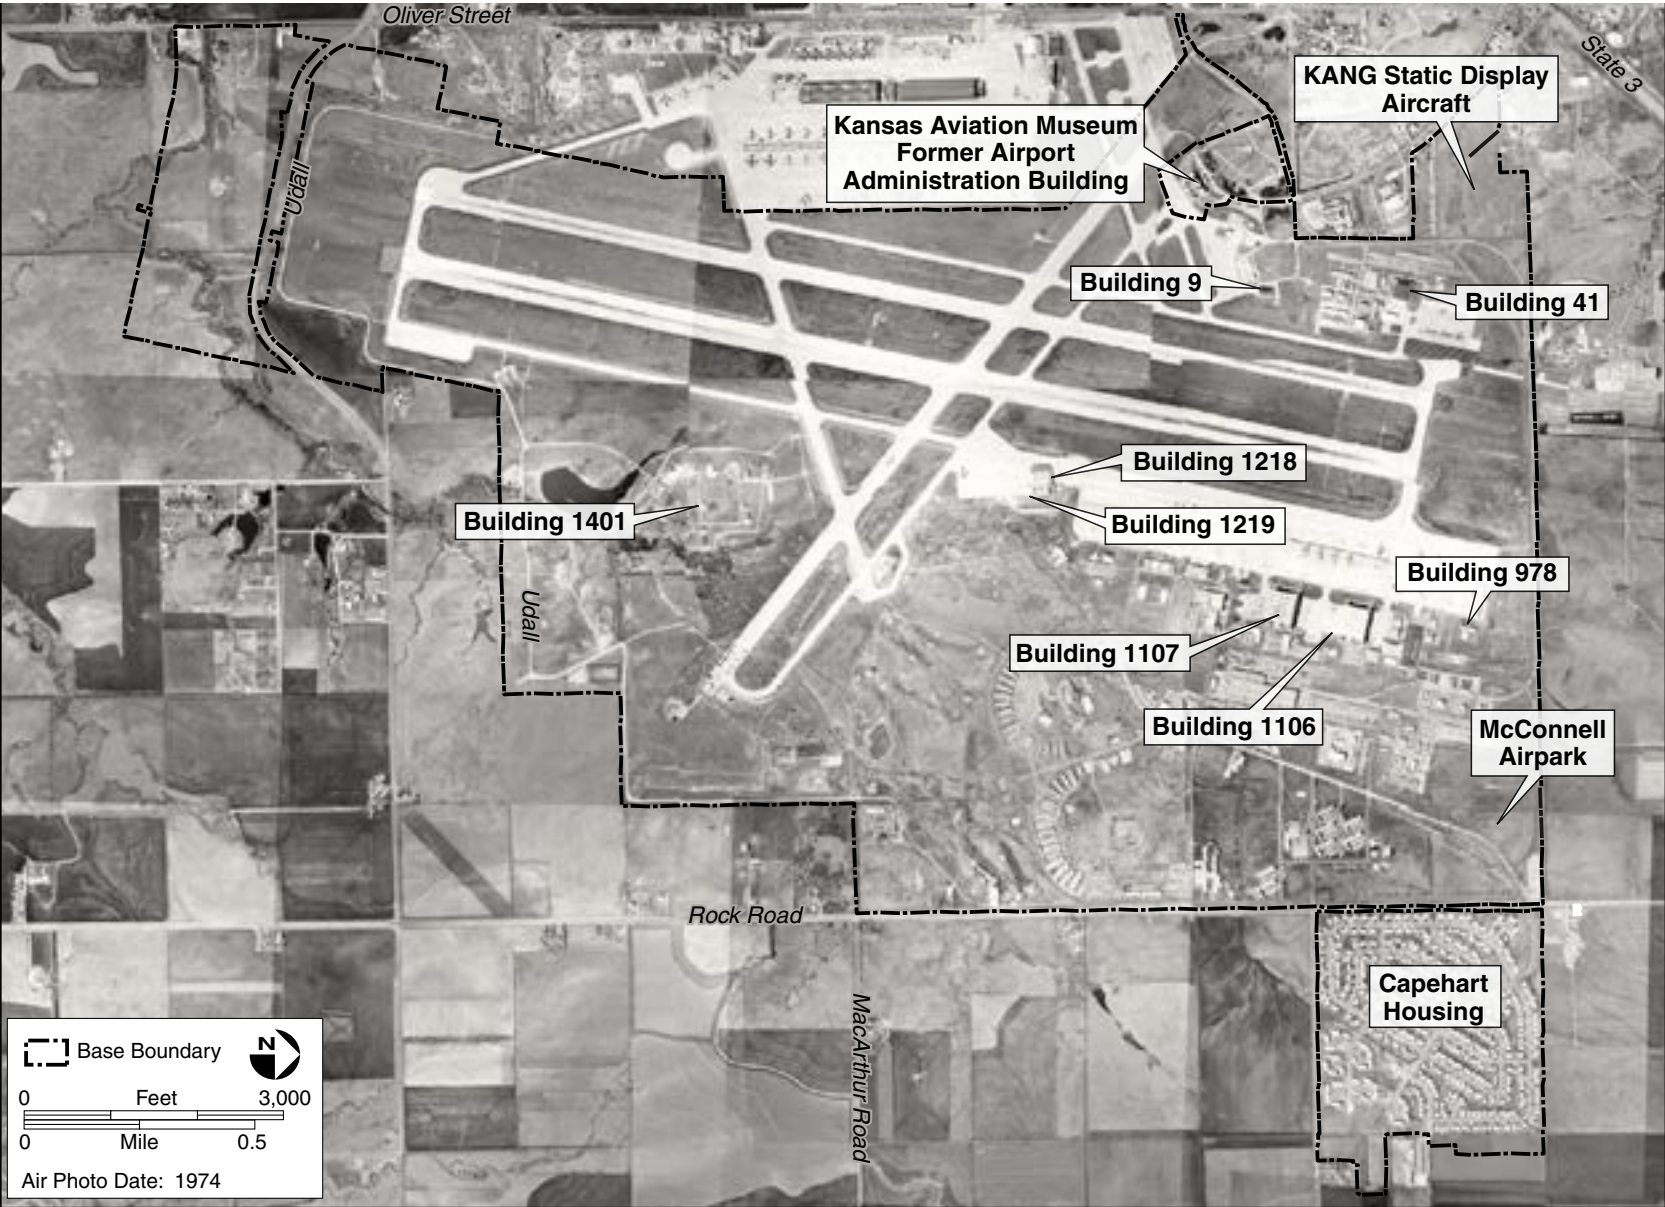 Oliver Street
State 3
KANG Static Display
Aircraft
Kansas Aviation Museum
Former Airport
Administration Building
Udall
Building 9
Building 41
Building 1218
Building 1401
Building 1219
Building 978
Udall
Building 1107
Building 1106
McConnell
Airpark
Rock Road
Capehart
Housing
MacArthur Road
Base Boundary
N
0 Feet 3,000
0 Mile 0.5
Air Photo Date: 1974